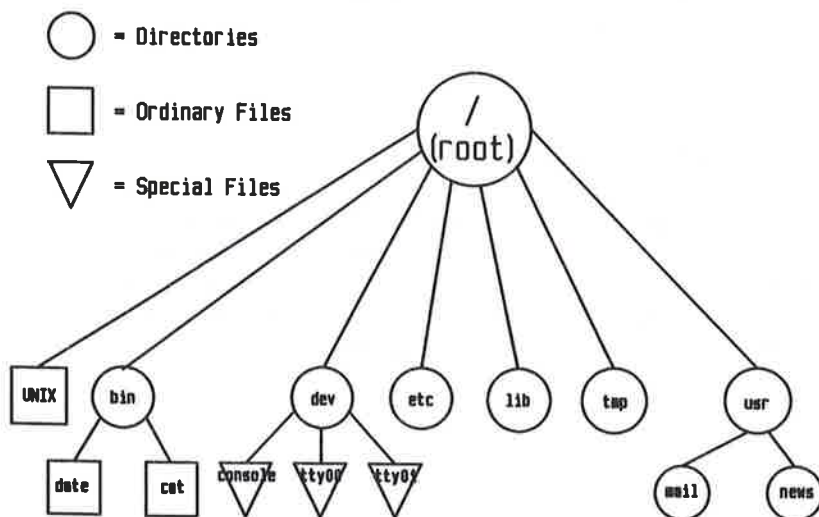 = Directories
= Ordinary Files
= Special Files
/
(root)
UNIX bin dev etc lib tmp usr
date cat console tty00 tty01 mail news